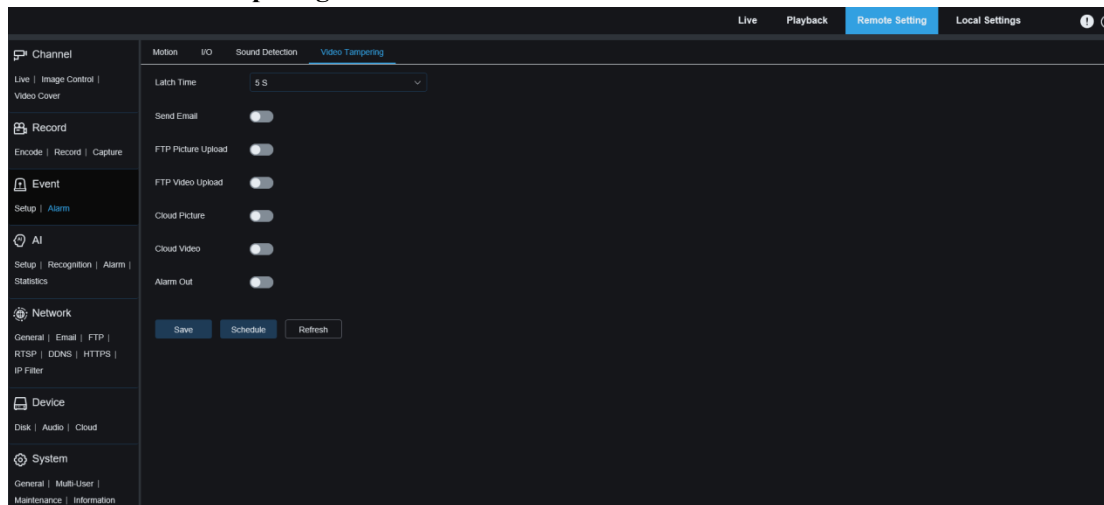 Live Playback Remote Setting Local Settings
Channel
Live | Image Control |
Video Cover
Record
Encode | Record | Capture
Event
Setup | Alarm
AI
Setup | Recognition | Alarm |
Statistics
Network
General | Email | FTP |
RTSP | DDNS | HTTPS |
IP Filter
Device
Disk | Audio | Cloud
System
General | Multi-User |
Maintenance | Information
Motion I/O Sound Detection Video Tampering
Latch Time 5 S
Send Email
FTP Picture Upload
FTP Video Upload
Cloud Picture
Cloud Video
Alarm Out
Save Schedule Refresh